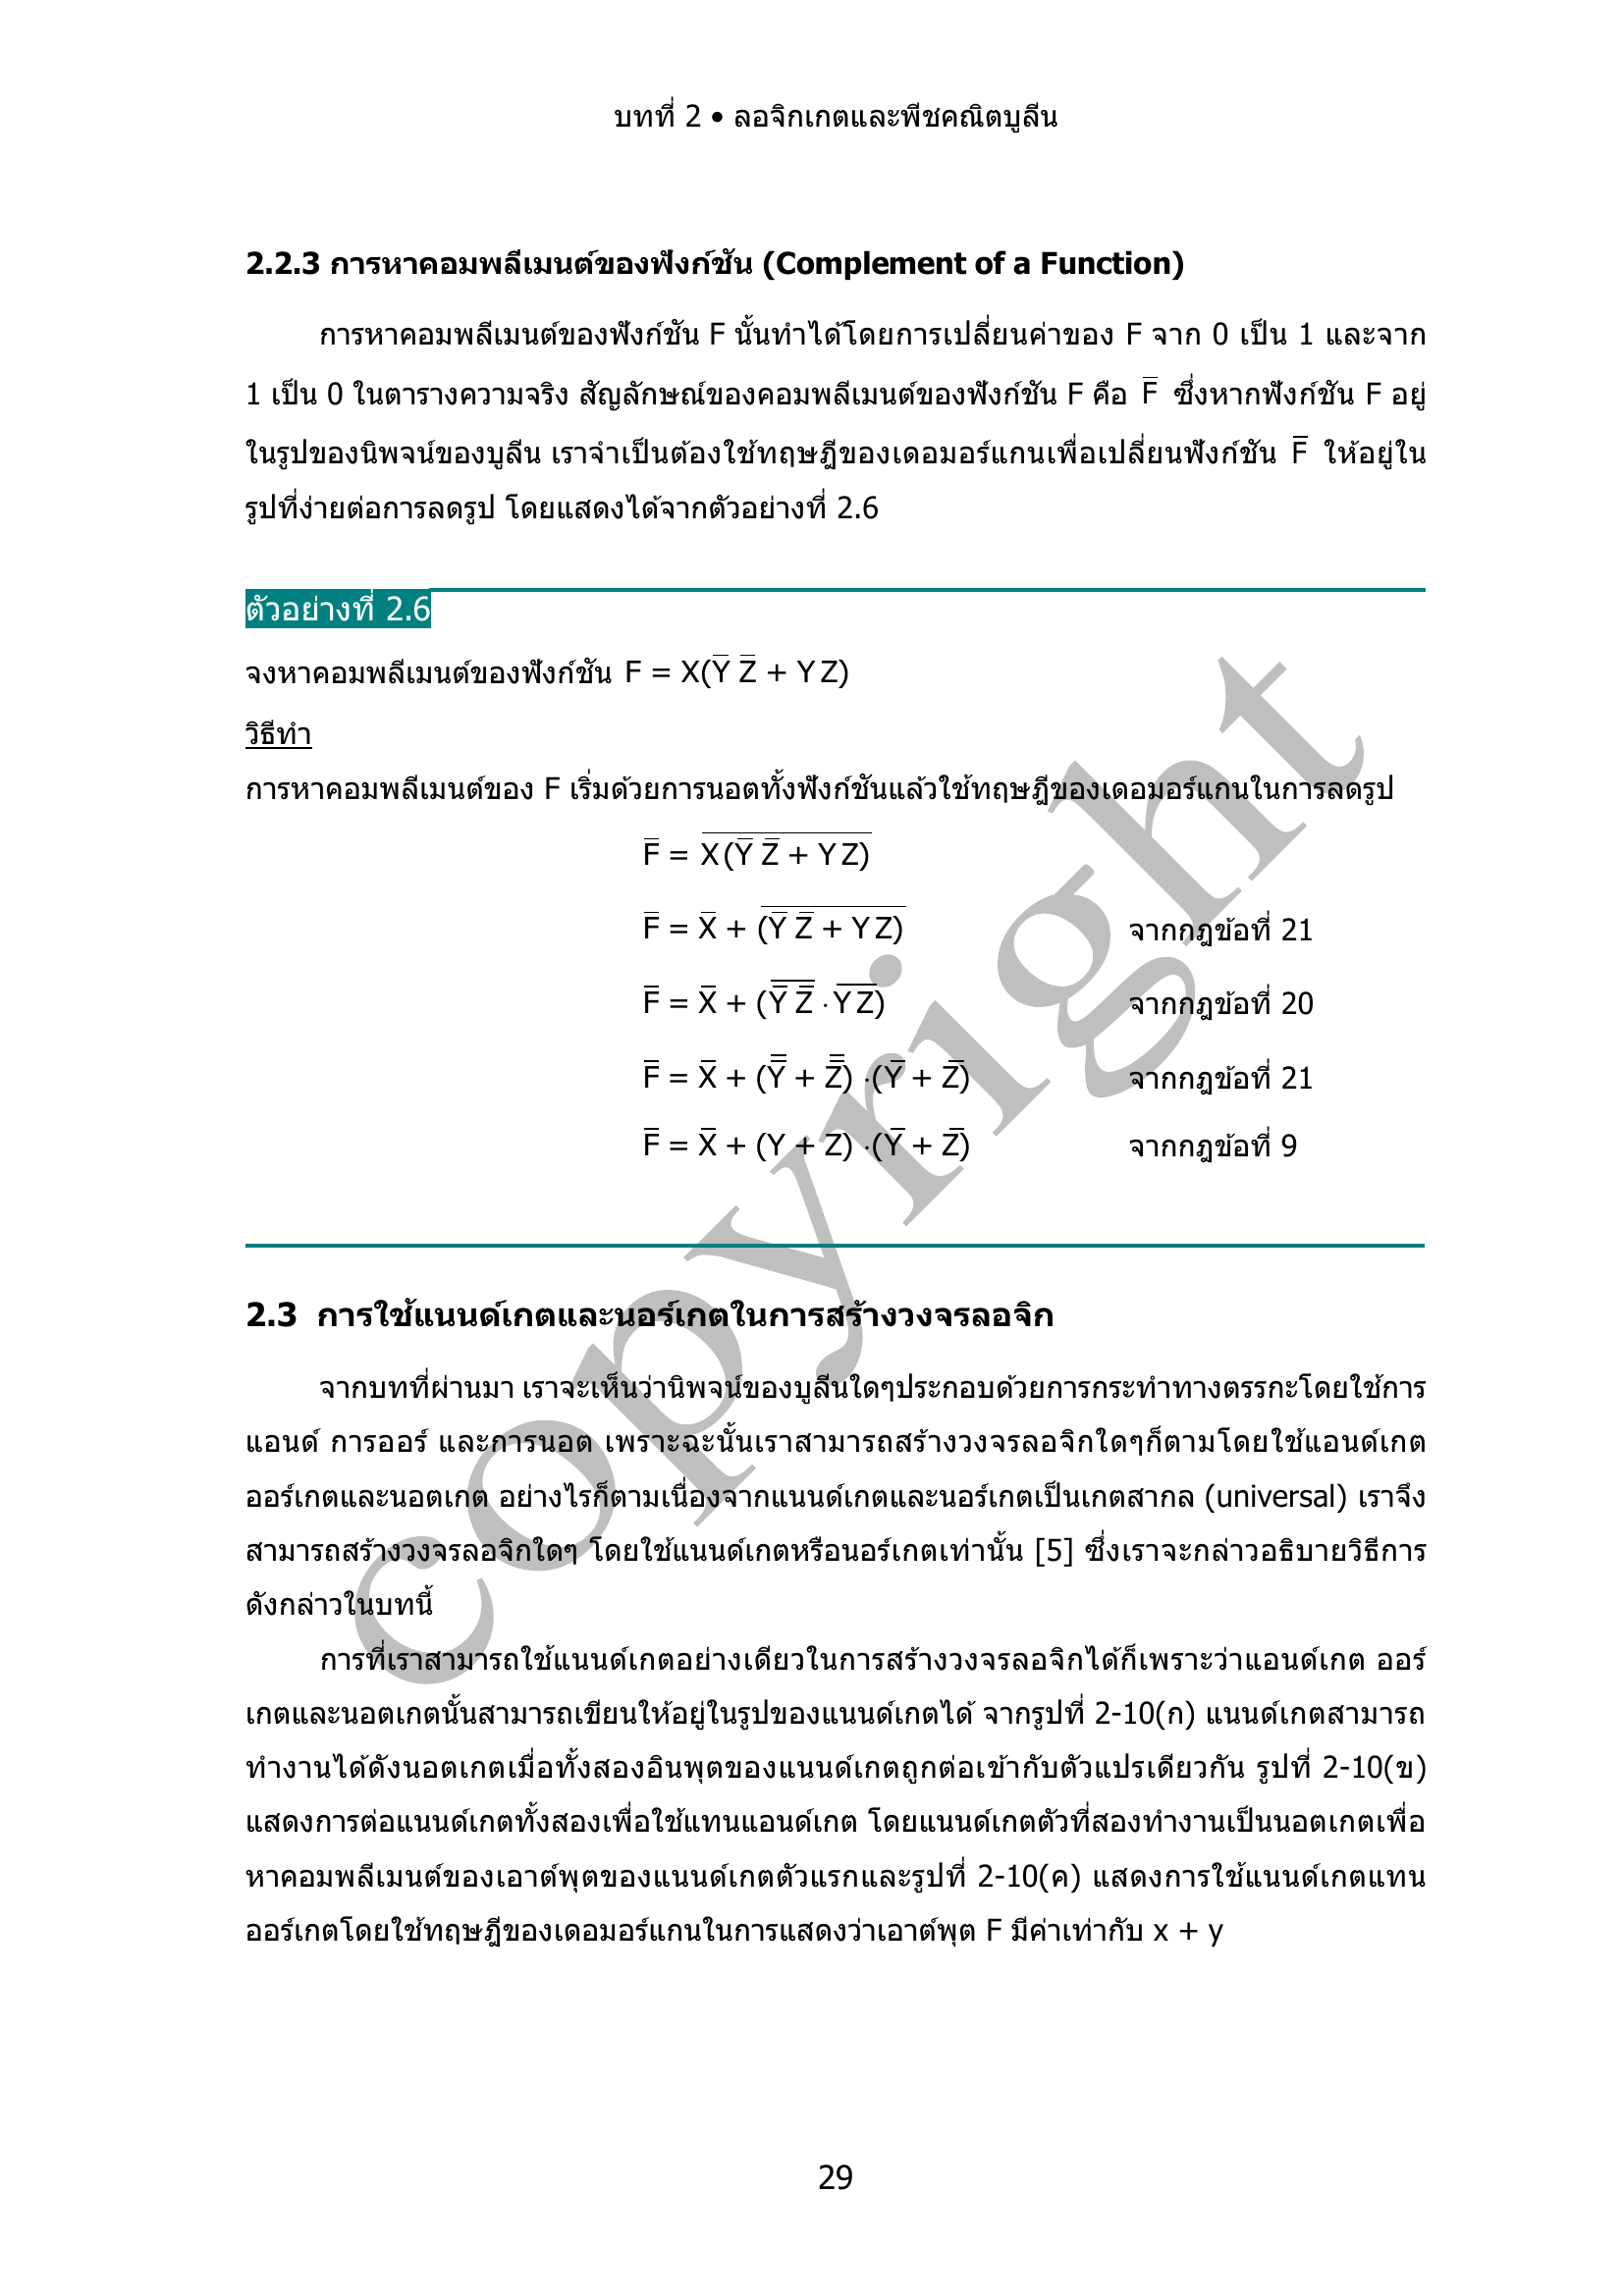 บทที่ 2 • ลอจิกเกตและพีชคณิตบูลีน
2.2.3 การหาคอมพลีเมนต์ของฟังก์ชัน (Complement of a Function)
การหาคอมพลีเมนต์ของฟังก์ชัน F นั้นทำได้โดยการเปลี่ยนค่าของ F จาก 0 เป็น 1 และจาก
1 เป็น 0 ในตารางความจริง สัญลักษณ์ของคอมพลีเมนต์ของฟังก์ชัน F คือ F̅ ซึ่งหากฟังก์ชัน F อยู่
ในรูปของนิพจน์ของบูลีน เราจำเป็นต้องใช้ทฤษฎีของเดอมอร์แกนเพื่อเปลี่ยนฟังก์ชัน F̅ ให้อยู่ใน
รูปที่ง่ายต่อการลดรูป โดยแสดงได้จากตัวอย่างที่ 2.6
ตัวอย่างที่ 2.6
จงหาคอมพลีเมนต์ของฟังก์ชัน F = X(Y̅ Z̅ + Y Z)
วิธีทำ
การหาคอมพลีเมนต์ของ F เริ่มด้วยการนอตทั้งฟังก์ชันแล้วใช้ทฤษฎีของเดอมอร์แกนในการลดรูป
F̅ = \overline{X(\overline{Y} \overline{Z} + Y Z)}
F̅ = X̅ + \overline{(\overline{Y} \overline{Z} + Y Z)} จากกฎข้อที่ 21
F̅ = X̅ + (\overline{\overline{Y} \overline{Z}} · \overline{Y Z}) จากกฎข้อที่ 20
F̅ = X̅ + (\overline{\overline{Y}} + \overline{\overline{Z}}) · (Y̅ + Z̅) จากกฎข้อที่ 21
F̅ = X̅ + (Y + Z) · (Y̅ + Z̅) จากกฎข้อที่ 9
2.3 การใช้แนนด์เกตและนอร์เกตในการสร้างวงจรลอจิก
จากบทที่ผ่านมา เราจะเห็นว่านิพจน์ของบูลีนใดๆประกอบด้วยการกระทำทางตรรกะโดยใช้การ
แอนด์ การออร์ และการนอต เพราะฉะนั้นเราสามารถสร้างวงจรลอจิกใดๆก็ตามโดยใช้แอนด์เกต
ออร์เกตและนอตเกต อย่างไรก็ตามเนื่องจากแนนด์เกตและนอร์เกตเป็นเกตสากล (universal) เราจึง
สามารถสร้างวงจรลอจิกใดๆ โดยใช้แนนด์เกตหรือนอร์เกตเท่านั้น [5] ซึ่งเราจะกล่าวอธิบายวิธีการ
ดังกล่าวในบทนี้
การที่เราสามารถใช้แนนด์เกตอย่างเดียวในการสร้างวงจรลอจิกได้ก็เพราะว่าแอนด์เกต ออร์
เกตและนอตเกตนั้นสามารถเขียนให้อยู่ในรูปของแนนด์เกตได้ จากรูปที่ 2-10(ก) แนนด์เกตสามารถ
ทำงานได้ดังนอตเกตเมื่อทั้งสองอินพุตของแนนด์เกตถูกต่อเข้ากับตัวแปรเดียวกัน รูปที่ 2-10(ข)
แสดงการต่อแนนด์เกตทั้งสองเพื่อใช้แทนแอนด์เกต โดยแนนด์เกตตัวที่สองทำงานเป็นนอตเกตเพื่อ
หาคอมพลีเมนต์ของเอาต์พุตของแนนด์เกตตัวแรกและรูปที่ 2-10(ค) แสดงการใช้แนนด์เกตแทน
ออร์เกตโดยใช้ทฤษฎีของเดอมอร์แกนในการแสดงว่าเอาต์พุต F มีค่าเท่ากับ x + y
29
copyright